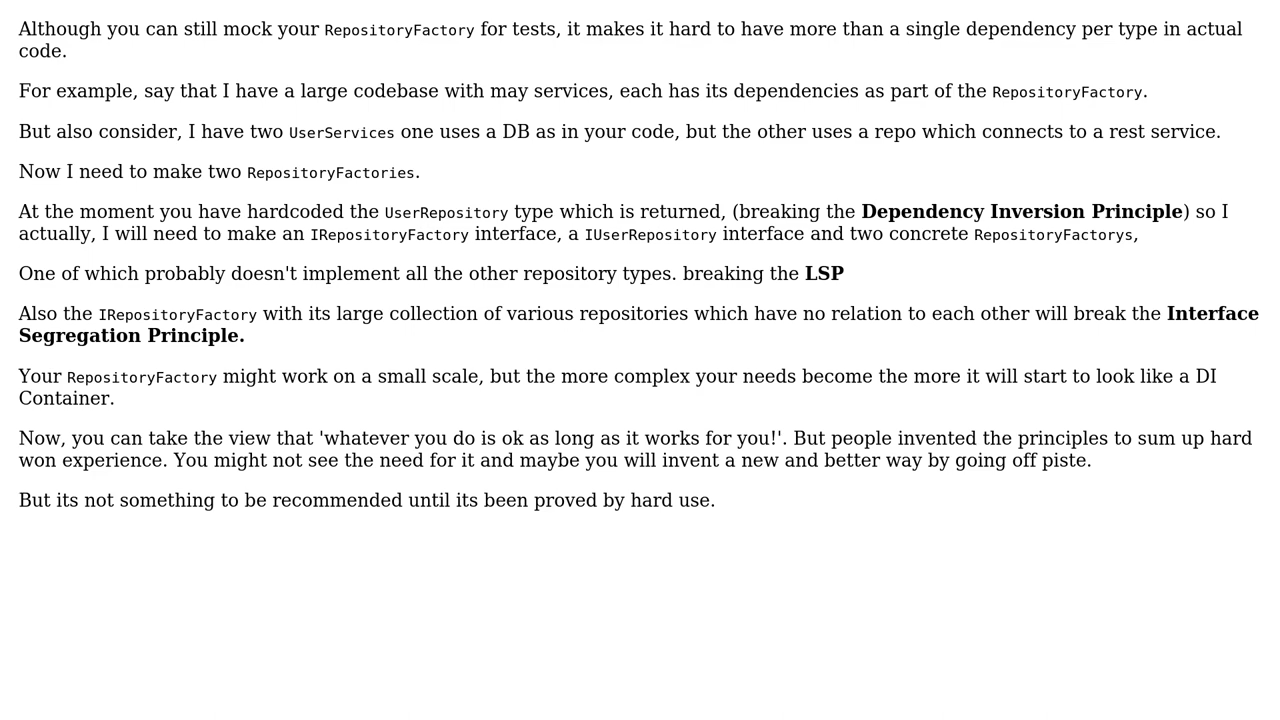 Although you can still mock your RepositoryFactory for tests, it makes it hard to have more than a single dependency per type in actual
code.
For example, say that I have a large codebase with may services, each has its dependencies as part of the RepositoryFactory.
But also consider, I have two UserServices one uses a DB as in your code, but the other uses a repo which connects to a rest service.
Now I need to make two RepositoryFactories.
At the moment you have hardcoded the UserRepository type which is returned, (breaking the Dependency Inversion Principle) so I
actually, I will need to make an IRepositoryFactory interface, a IUserRepository interface and two concrete RepositoryFactorys,
One of which probably doesn't implement all the other repository types. breaking the LSP
Also the IRepositoryFactory with its large collection of various repositories which have no relation to each other will break the Interface
Segregation Principle.
Your RepositoryFactory might work on a small scale, but the more complex your needs become the more it will start to look like a DI
Container.
Now, you can take the view that 'whatever you do is ok as long as it works for you!'. But people invented the principles to sum up hard
won experience. You might not see the need for it and maybe you will invent a new and better way by going off piste.
But its not something to be recommended until its been proved by hard use.